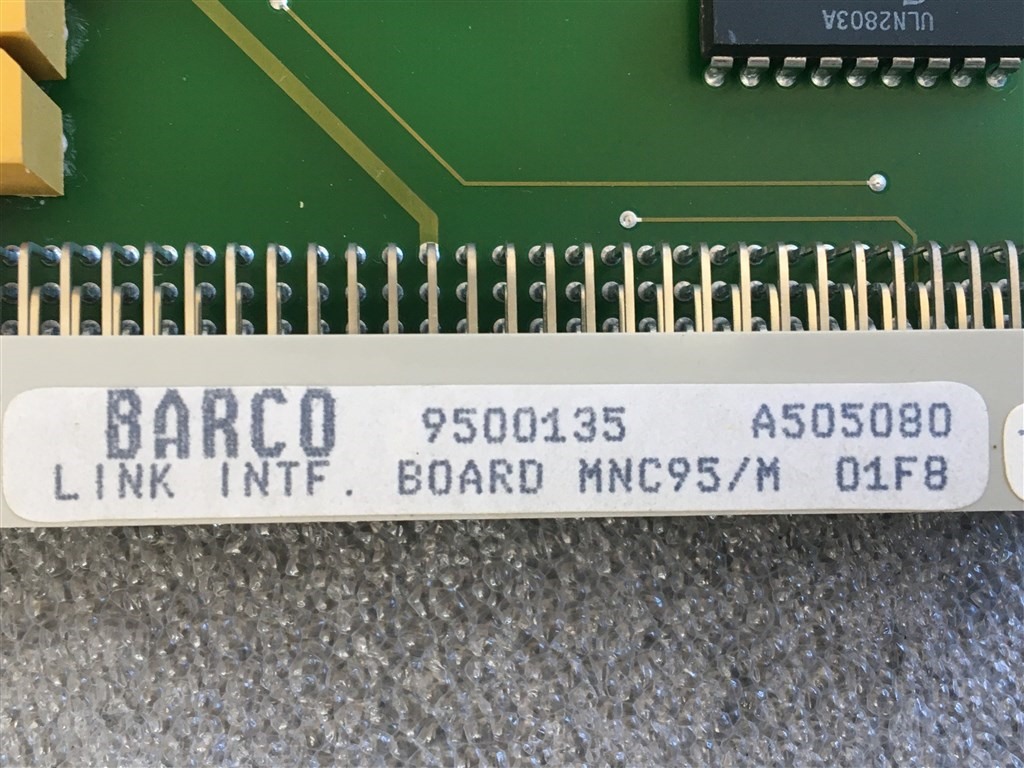 ULN2803A
BARCO 9500135 A505080
LINK INTF. BOARD MNC95/M 01F8